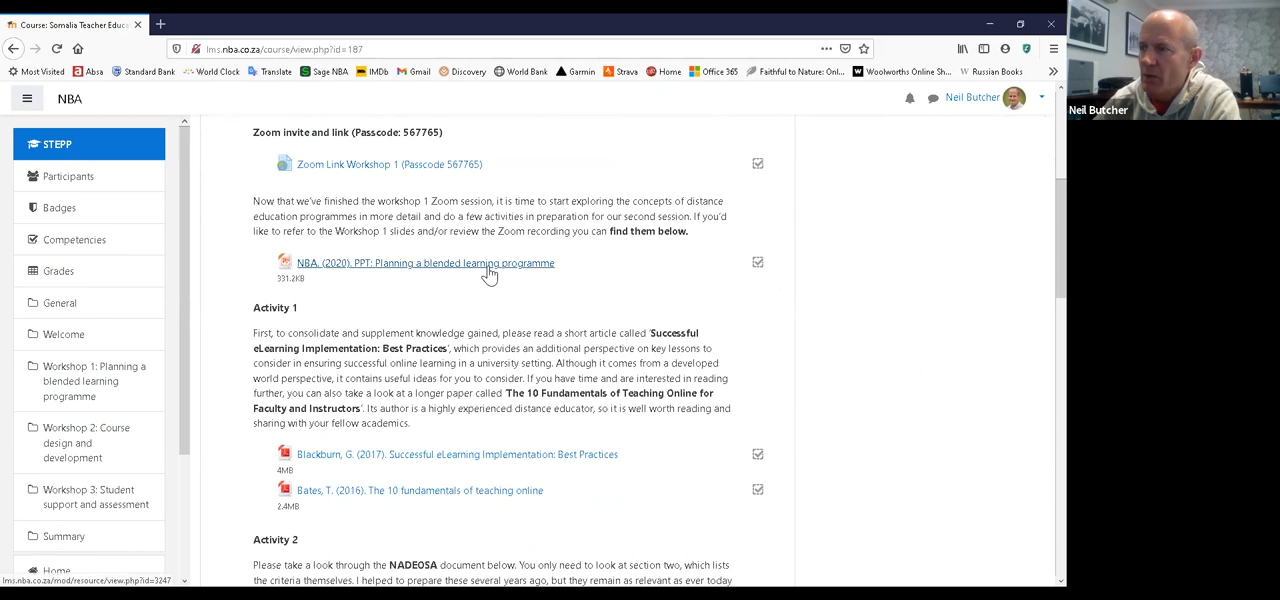 Course: Somalia Teacher Educa
lms.nba.co.za/course/view.php?id=187
Most Visited
Absa
Standard Bank
World Clock
Translate
Sage NBA
IMDb
Gmail
Discovery
World Bank
Garmin
Strava
Home
Office 365
Faithful to Nature: Onl...
Woolworths Online Sh...
Russian Books
NBA
Neil Butcher
Neil Butcher
STEPP
Participants
Badges
Competencies
Grades
General
Welcome
Workshop 1: Planning a
blended learning
programme
Workshop 2: Course
design and
development
Workshop 3: Student
support and assessment
Summary
Home
Zoom invite and link (Passcode: 567765)
Zoom Link Workshop 1 (Passcode 567765)
Now that we've finished the workshop 1 Zoom session, it is time to start exploring the concepts of distance
education programmes in more detail and do a few activities in preparation for our second session. If you'd
like to refer to the Workshop 1 slides and/or review the Zoom recording you can find them below.
NBA. (2020). PPT: Planning a blended learning programme
931.2KB
Activity 1
First, to consolidate and supplement knowledge gained, please read a short article called 'Successful
eLearning Implementation: Best Practices', which provides an additional perspective on key lessons to
consider in ensuring successful online learning in a university setting. Although it comes from a developed
world perspective, it contains useful ideas for you to consider. If you have time and are interested in reading
further, you can also take a look at a longer paper called 'The 10 Fundamentals of Teaching Online for
Faculty and Instructors'. Its author is a highly experienced distance educator, so it is well worth reading and
sharing with your fellow academics.
Blackburn, G. (2017). Successful eLearning Implementation: Best Practices
4MB
Bates, T. (2016). The 10 fundamentals of teaching online
2.4MB
Activity 2
Please take a look through the NADEOSA document below. You only need to look at section two, which lists
the criteria themselves. I helped to prepare these several years ago, but they remain as relevant as ever today
lms.nba.co.za/mod/resource/view.php?id=3247